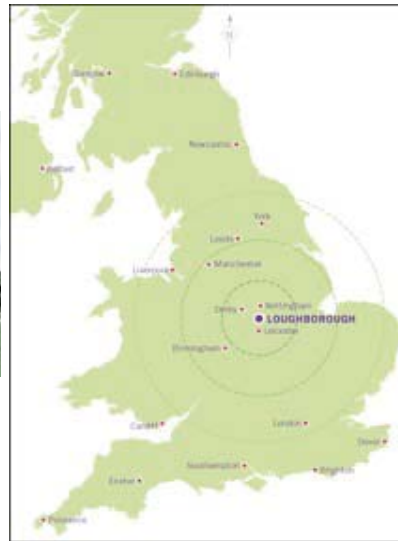 N
Glasgow
Edinburgh
Newcastle
Belfast
York
Leeds
Manchester
Liverpool
Nottingham
Derby
LOUGHBOROUGH
Leicester
Birmingham
Cardiff
London
Dover
Southampton
Brighton
Exeter
Penzance